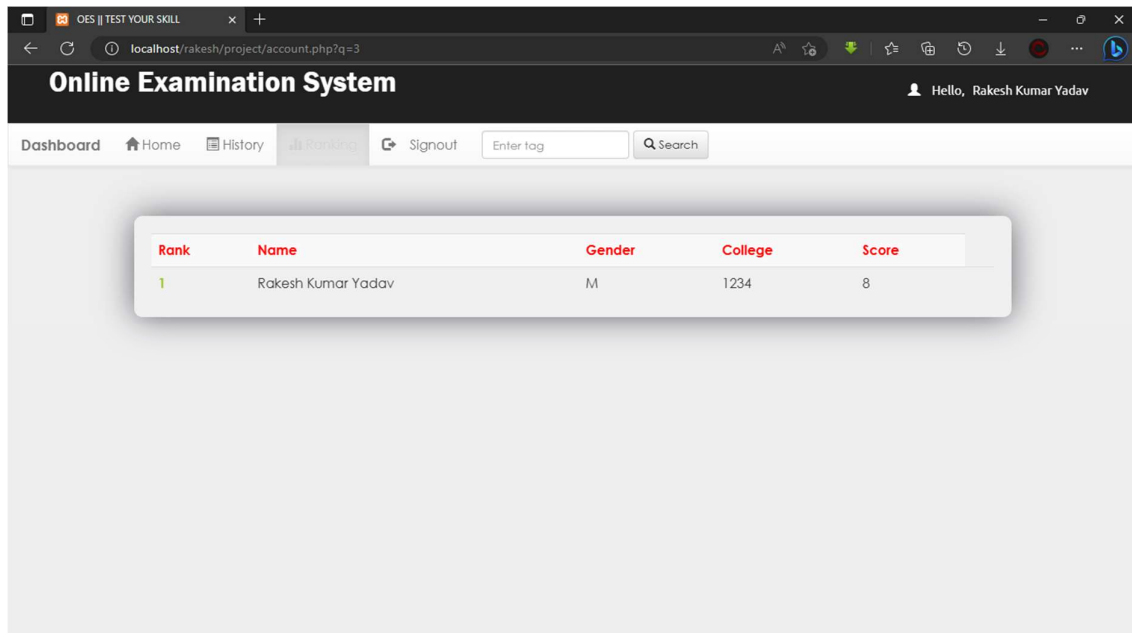 OES || TEST YOUR SKILL
localhost/rakesh/project/account.php?q=3
Online Examination System
Hello, Rakesh Kumar Yadav
Dashboard Home History Ranking Signout Enter tag Search
Rank Name Gender College Score
1 Rakesh Kumar Yadav M 1234 8